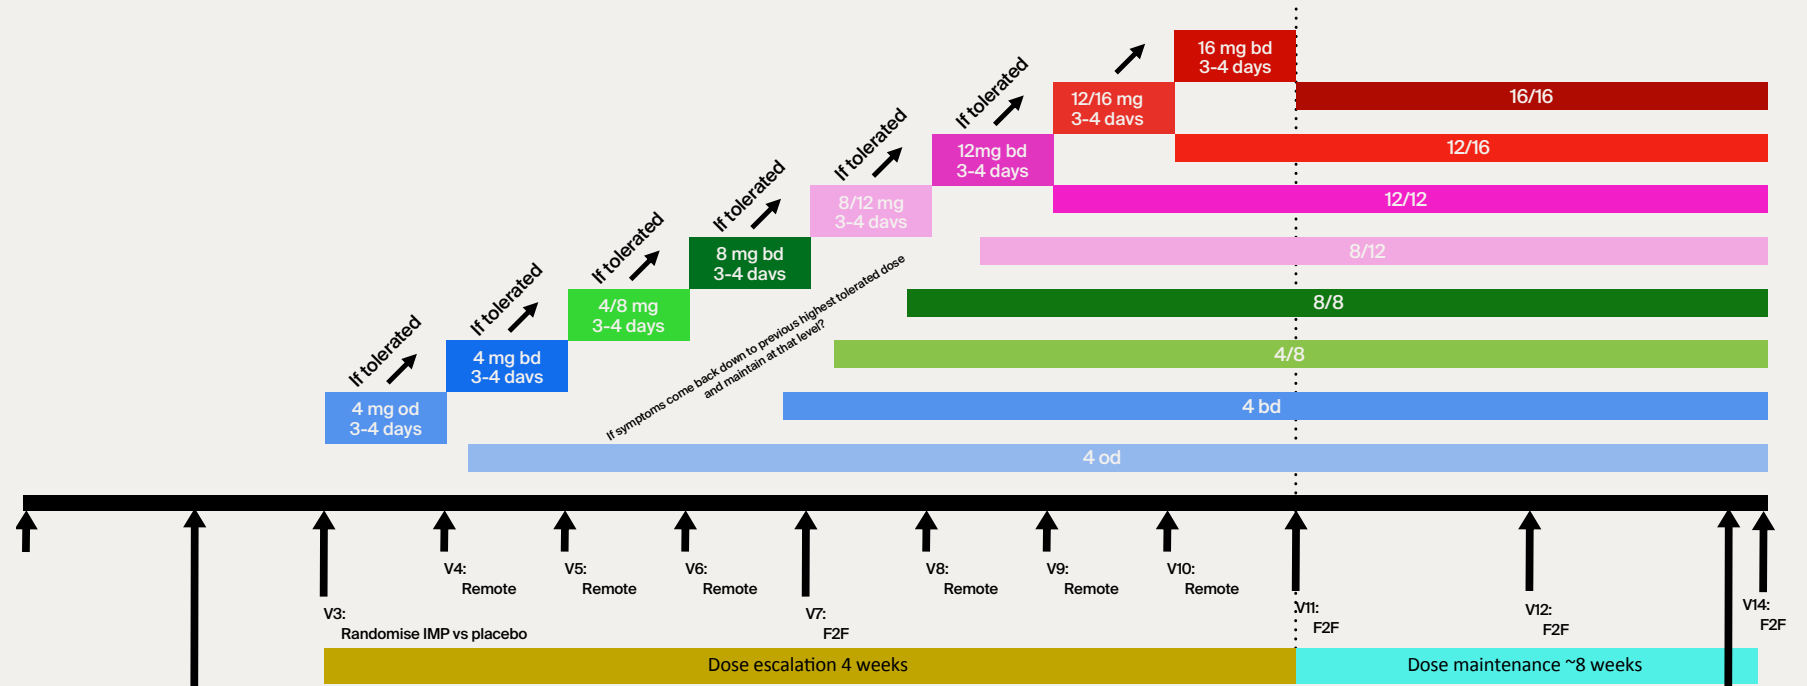 16 mg bd
3-4 days
16/16
If tolerated
12/16 mg
3-4 davs
12/16
If tolerated
12mg bd
3-4 days
12/12
If tolerated
8/12 mg
3-4 davs
8/12
If tolerated
8 mg bd
3-4 davs
8/8
If tolerated
4/8 mg
3-4 days
4/8
If tolerated
4 mg bd
3-4 davs
4 bd
If tolerated
4 mg od
3-4 days
4 od
If symptoms come back down to previous highest tolerated dose
and maintain at that level?
V3:
Randomise IMP vs placebo
V4:
Remote
V5:
Remote
V6:
Remote
V7:
F2F
V8:
Remote
V9:
Remote
V10:
Remote
V11:
F2F
V12:
F2F
V14:
F2F
Dose escalation 4 weeks
Dose maintenance ~8 weeks